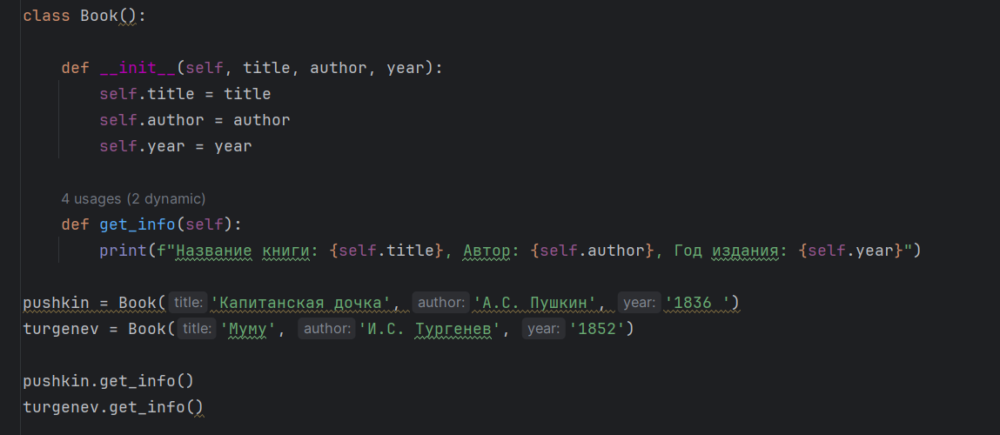 class Book():
def __init__(self, title, author, year):
self.title = title
self.author = author
self.year = year
4 usages (2 dynamic)
def get_info(self):
print(f"Название книги: {self.title}, Автор: {self.author}, Год издания: {self.year}")
pushkin = Book( title: 'Капитанская дочка', author: 'А.С. Пушкин', year: '1836 ')
turgenev = Book( title: 'Муму', author: 'И.С. Тургенев', year: '1852')
pushkin.get_info()
turgenev.get_info()